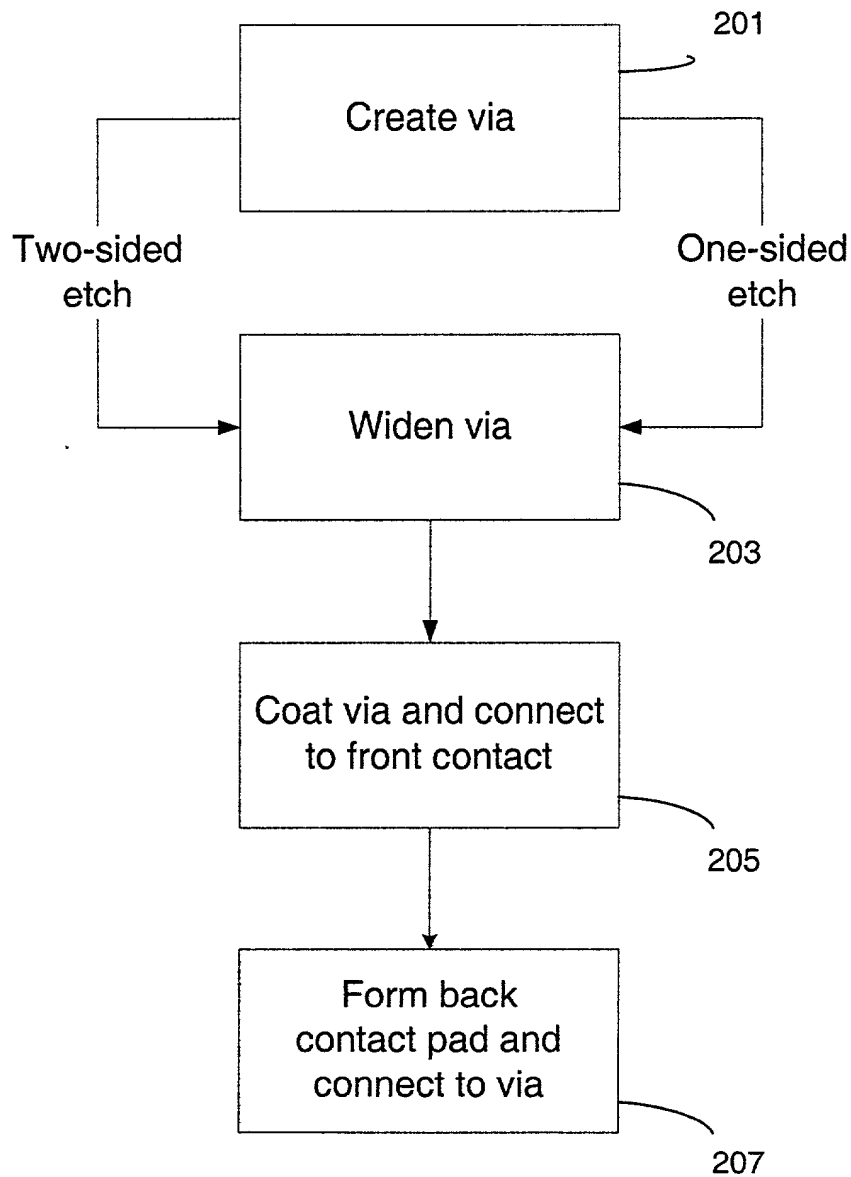 201
Create via
Two-sided
etch
One-sided
etch
Widen via
203
Coat via and connect
to front contact
205
Form back
contact pad and
connect to via
207